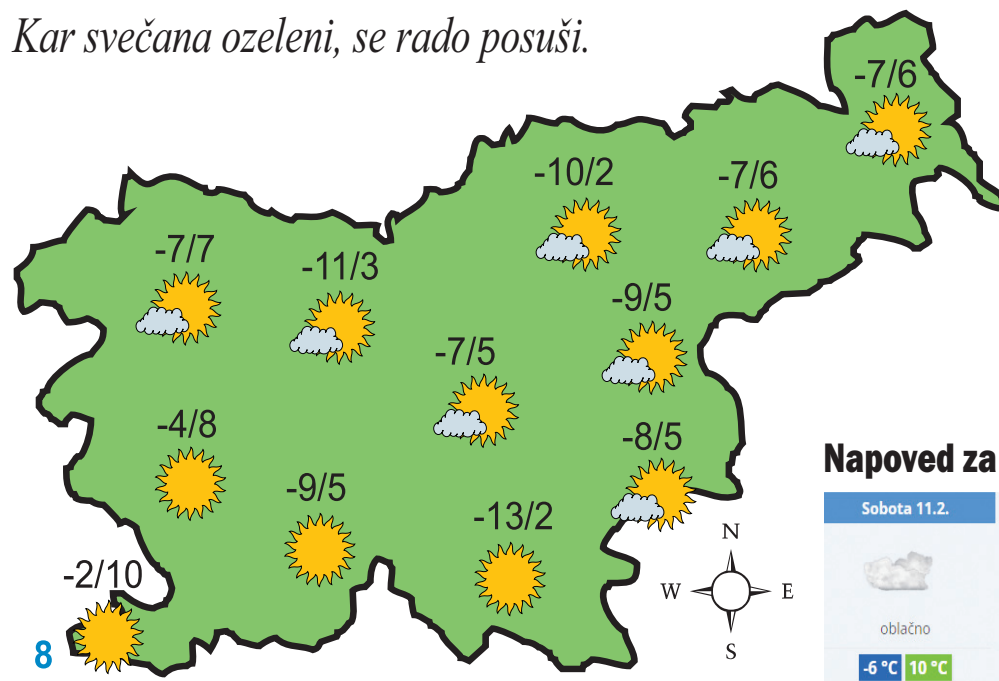 Kar svečana ozeleni, se rado posuši.
-7/6
-10/2
-7/6
-7/7
-11/3
-9/5
-7/5
-4/8
-8/5
-9/5
-13/2
-2/10
8
N
W
E
S
Napoved za
Sobota 11.2.
oblačno
-6 °C 10 °C